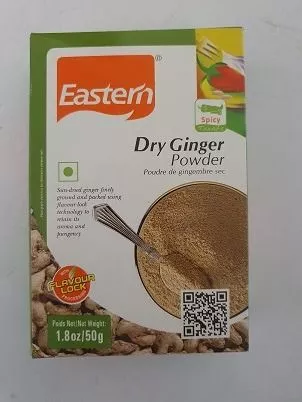 Eastern®
Spicy
Dry Ginger
Powder
Poudre de gingembre sec
Sun-dried ginger finely
ground and packed using
flavour-lock
technology to
retain its
aroma and
pungency
FLAVOUR
LOCK
Poids Net/Net Weight:
1.8oz/50g